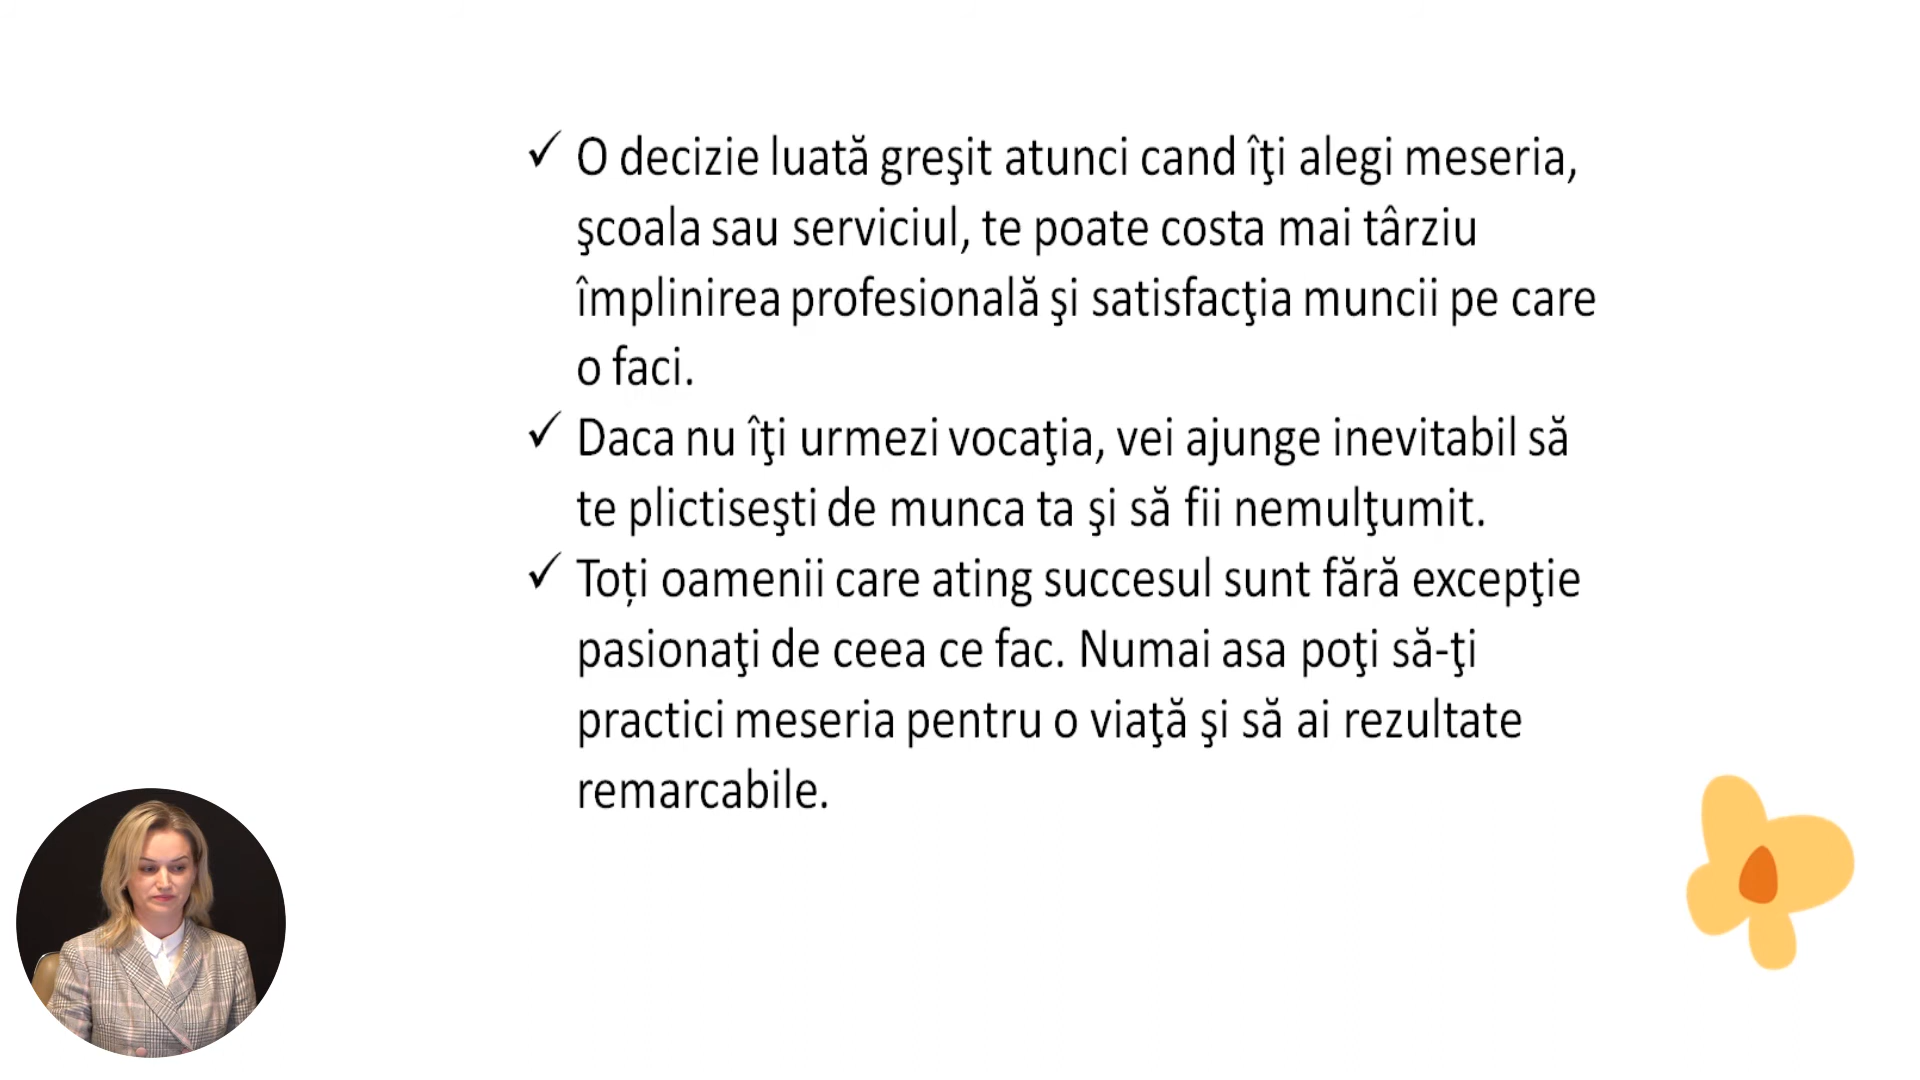 ✓ O decizie luată greşit atunci cand îţi alegi meseria,
şcoala sau serviciul, te poate costa mai târziu
împlinirea profesională şi satisfacţia muncii pe care
o faci.
✓ Daca nu îţi urmezi vocaţia, vei ajunge inevitabil să
te plictiseşti de munca ta şi să fii nemulţumit.
✓ Toți oamenii care ating succesul sunt fără excepţie
pasionaţi de ceea ce fac. Numai asa poţi să-ţi
practici meseria pentru o viaţă şi să ai rezultate
remarcabile.